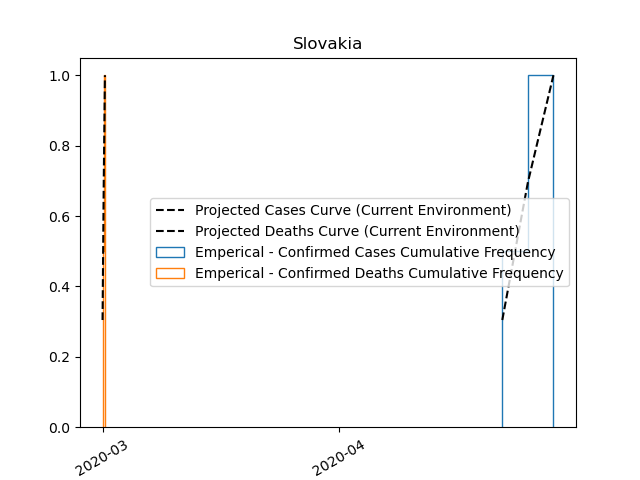 Slovakia
1.0
0.8
0.6
0.4
0.2
0.0
Projected Cases Curve (Current Environment)
Projected Deaths Curve (Current Environment)
Emperical - Confirmed Cases Cumulative Frequency
Emperical - Confirmed Deaths Cumulative Frequency
2020-03
2020-04